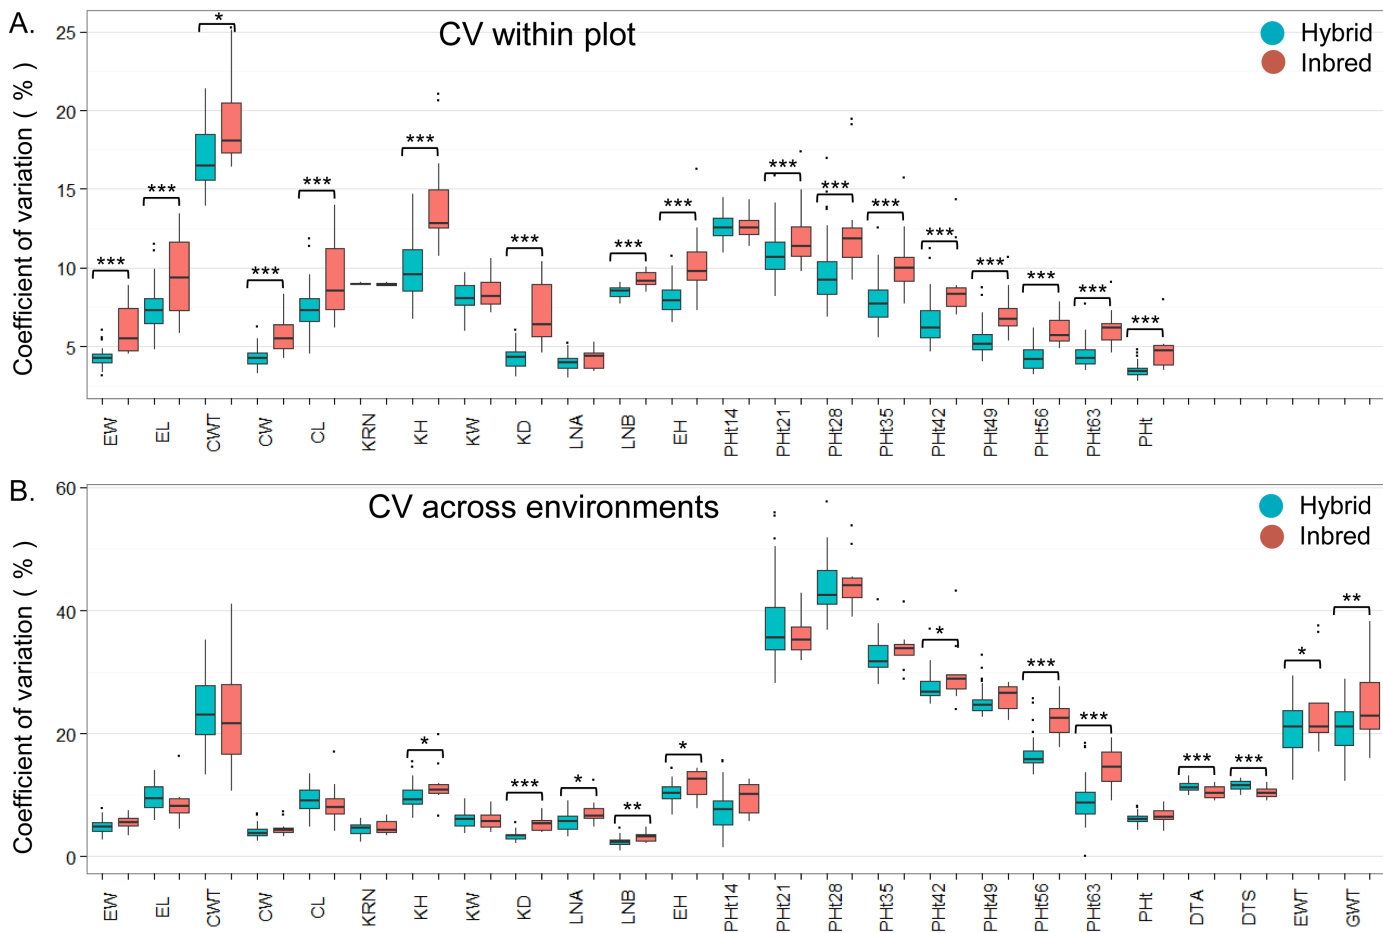 A.
CV within plot
Hybrid
Inbred
Coefficient of variation ( % )
25
20
15
10
5
***
***
*
***
***
***
***
***
***
***
***
***
***
***
***
***
***
EW
EL
CWT
CW
CL
KRN
KH
KW
KD
LNA
LNB
EH
PHt14
PHt21
PHt28
PHt35
PHt42
PHt49
PHt56
PHt63
PHt
B.
CV across environments
Hybrid
Inbred
Coefficient of variation ( % )
60
40
20
0
*
***
*
**
*
*
***
***
***
***
*
**
EW
EL
CWT
CW
CL
KRN
KH
KW
KD
LNA
LNB
EH
PHt14
PHt21
PHt28
PHt35
PHt42
PHt49
PHt56
PHt63
PHt
DTA
DTS
EWT
GWT